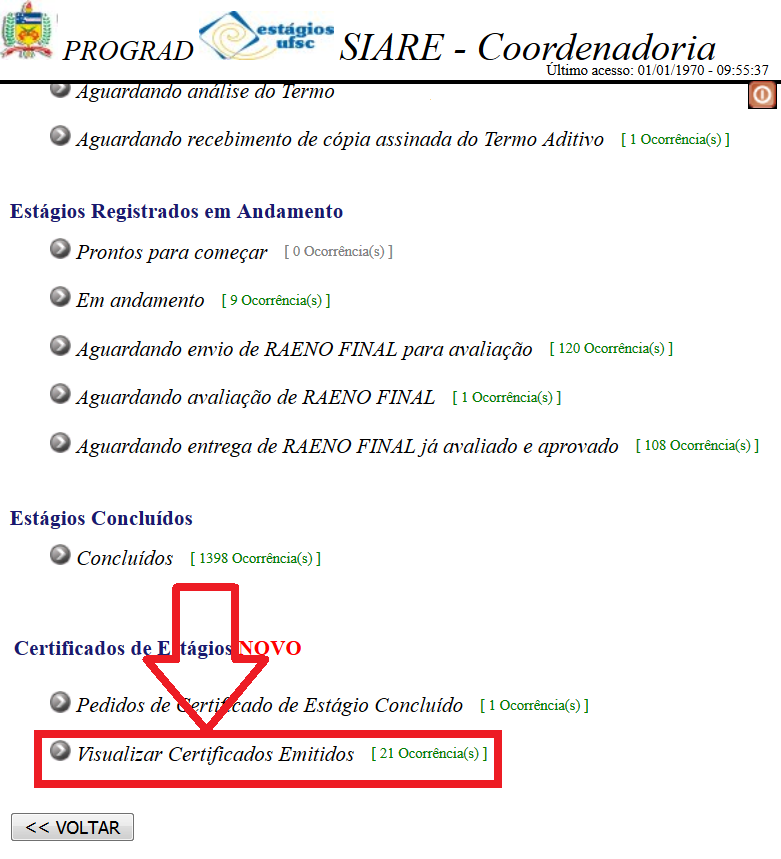 PROGRAD estágios ufsc SIARE - Coordenadoria
Último acesso: 01/01/1970 - 09:55:37
Aguardando análise do Termo
Aguardando recebimento de cópia assinada do Termo Aditivo [ 1 Ocorrência(s) ]
Estágios Registrados em Andamento
Prontos para começar [ 0 Ocorrência(s) ]
Em andamento [ 9 Ocorrência(s) ]
Aguardando envio de RAENO FINAL para avaliação [ 120 Ocorrência(s) ]
Aguardando avaliação de RAENO FINAL [ 1 Ocorrência(s) ]
Aguardando entrega de RAENO FINAL já avaliado e aprovado [ 108 Ocorrência(s) ]
Estágios Concluídos
Concluídos [ 1398 Ocorrência(s) ]
Certificados de Estágios NOVO
Pedidos de Certificado de Estágio Concluído [ 1 Ocorrência(s) ]
Visualizar Certificados Emitidos [ 21 Ocorrência(s) ]
<< VOLTAR